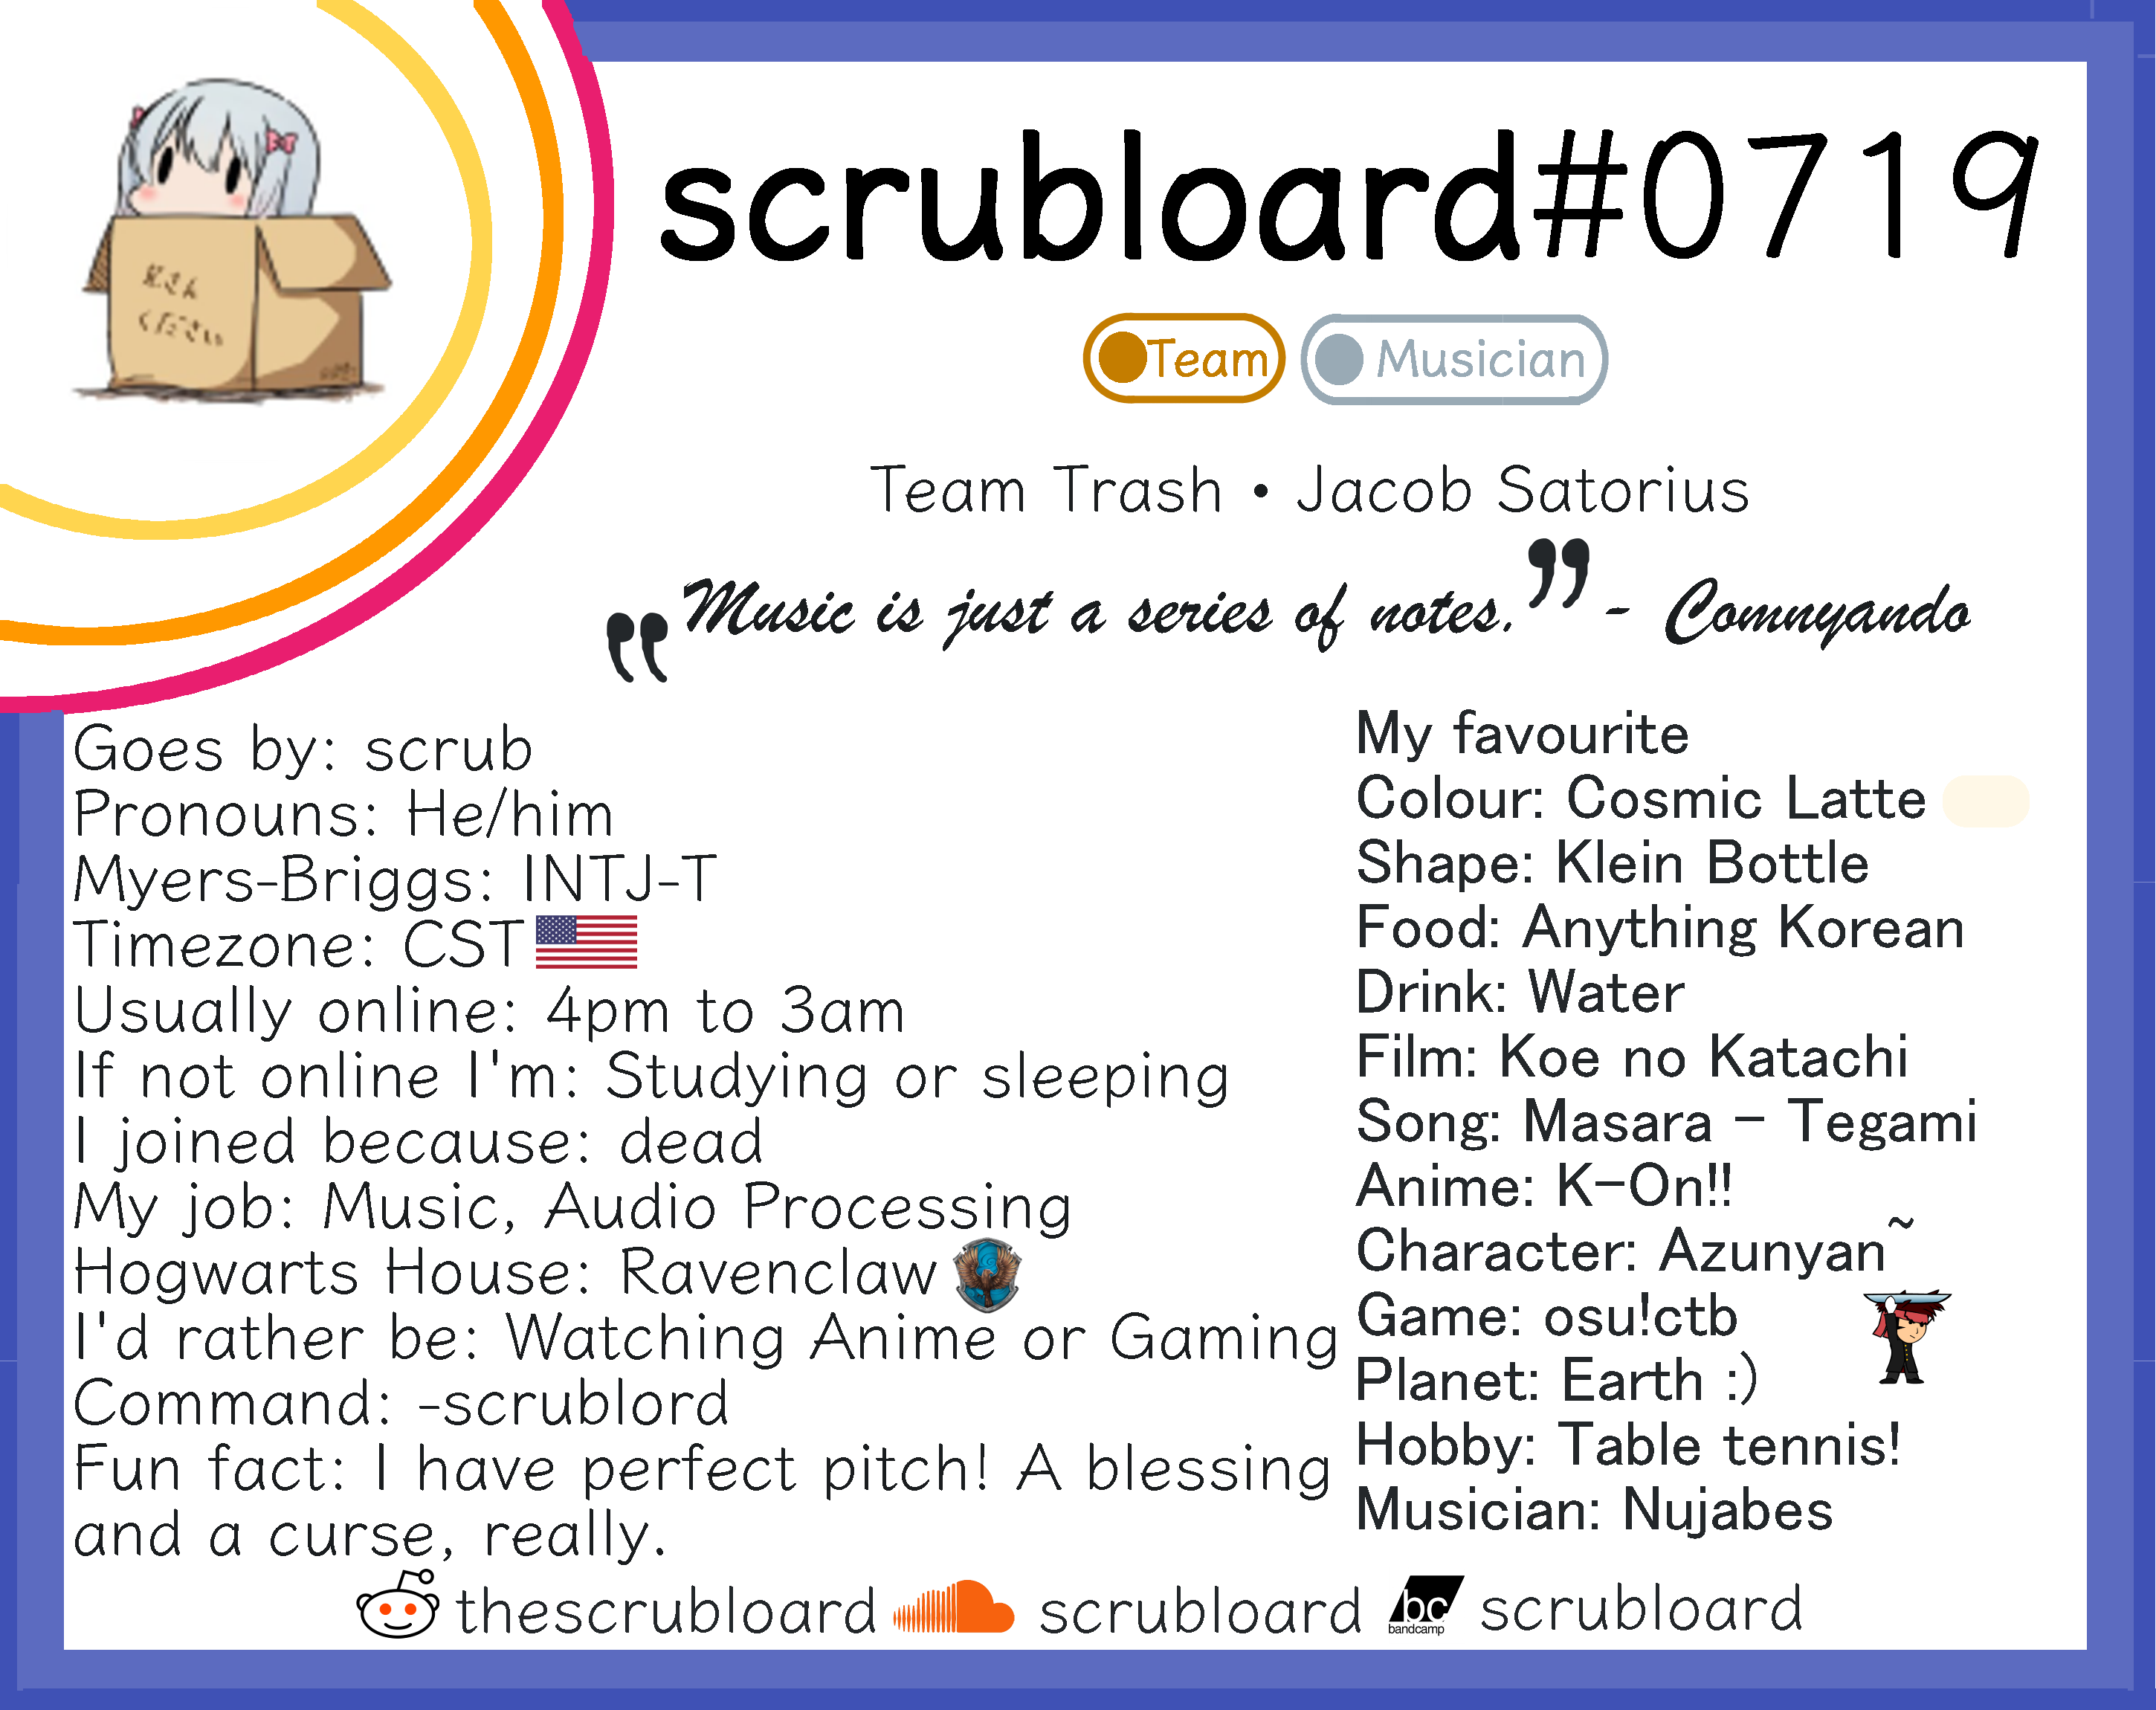 scrubloard#0719
Team
Musician
Team Trash • Jacob Satorius
"Music is just a series of notes." - Comnyando
Goes by: scrub
Pronouns: He/him
Myers-Briggs: INTJ-T
Timezone: CST
Usually online: 4pm to 3am
If not online I'm: Studying or sleeping
I joined because: dead
My job: Music, Audio Processing
Hogwarts House: Ravenclaw
I'd rather be: Watching Anime or Gaming
Command: -scrublord
Fun fact: I have perfect pitch! A blessing
and a curse, really.
My favourite
Colour: Cosmic Latte
Shape: Klein Bottle
Food: Anything Korean
Drink: Water
Film: Koe no Katachi
Song: Masara - Tegami
Anime: K-On!!
Character: Azunyan~
Game: osu!ctb
Planet: Earth :)
Hobby: Table tennis!
Musician: Nujabes
thescrubloard
scrubloard
bc
bandcamp
scrubloard
ください